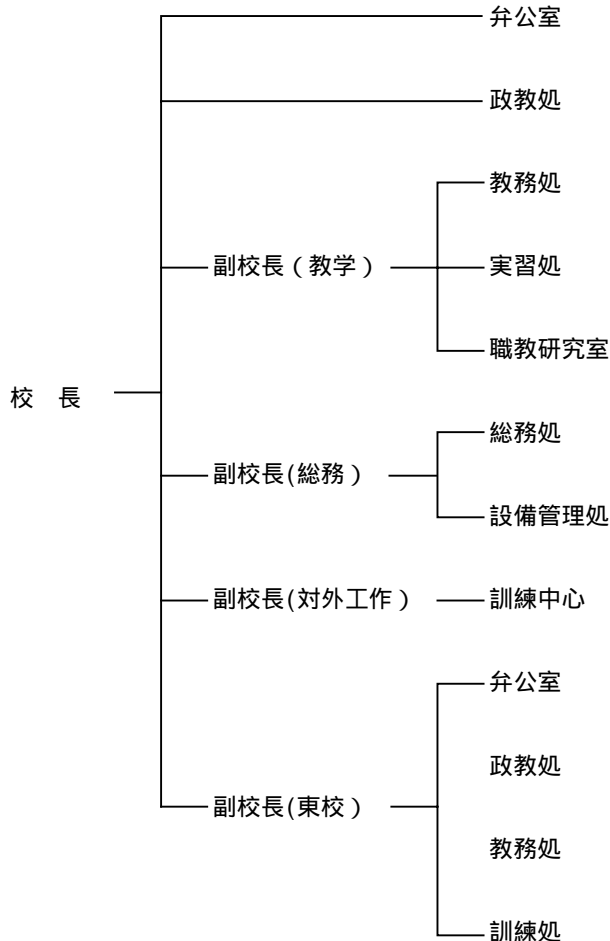 弁公室
政教処
教務処
副校長（教学） 実習処
職教研究室
校　長
総務処
副校長(総務）
設備管理処
副校長(対外工作） 訓練中心
弁公室
政教処
副校長(東校）
教務処
訓練処